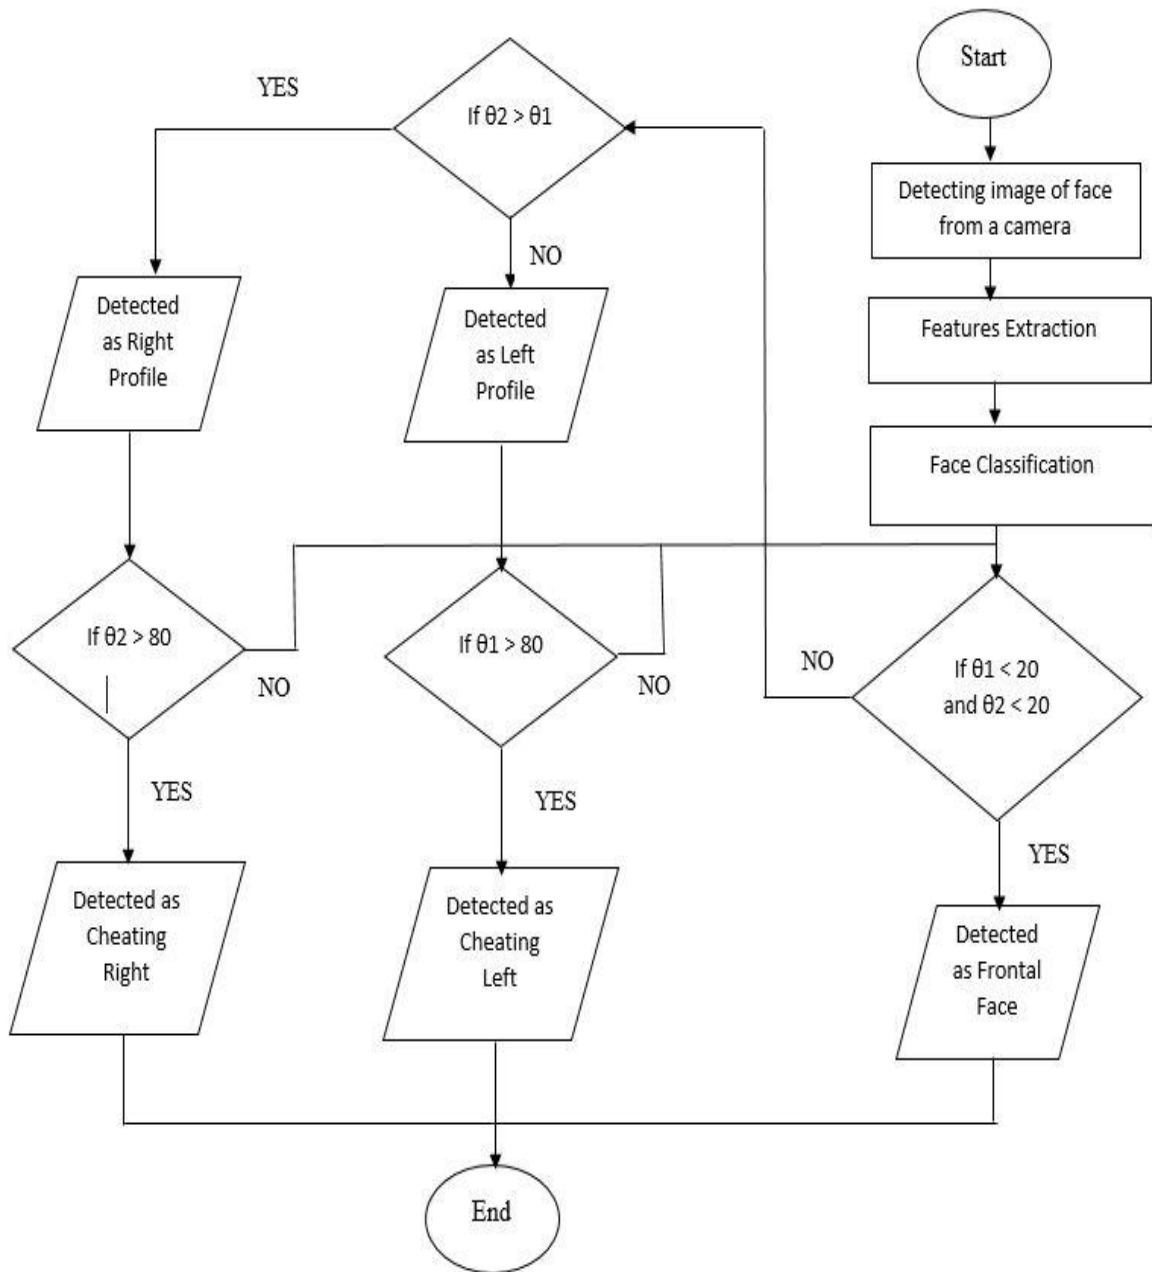 Start
Detecting image of face
from a camera
Features Extraction
Face Classification
If θ1 < 20
and θ2 < 20
NO
YES
Detected
as Frontal
Face
If θ2 > θ1
YES
NO
Detected
as Right
Profile
Detected
as Left
Profile
If θ2 > 80
NO
YES
If θ1 > 80
NO
YES
Detected as
Cheating
Right
Detected as
Cheating
Left
End